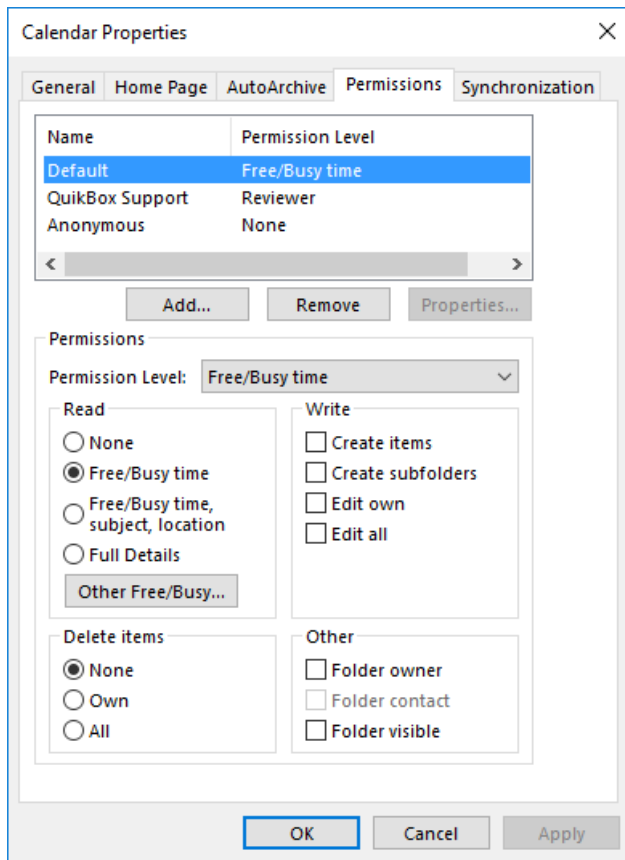 Calendar Properties
General Home Page AutoArchive Permissions Synchronization
Name Permission Level
Default Free/Busy time
QuikBox Support Reviewer
Anonymous None
Add... Remove Properties...
Permissions
Permission Level: Free/Busy time
Read
None
Free/Busy time
Free/Busy time,
subject, location
Full Details
Other Free/Busy...
Write
Create items
Create subfolders
Edit own
Edit all
Delete items
None
Own
All
Other
Folder owner
Folder contact
Folder visible
OK Cancel Apply